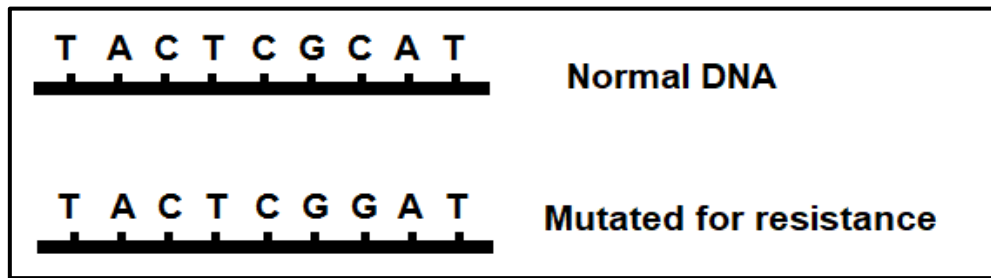 T A C T C G C A T
Normal DNA
T A C T C G G A T
Mutated for resistance